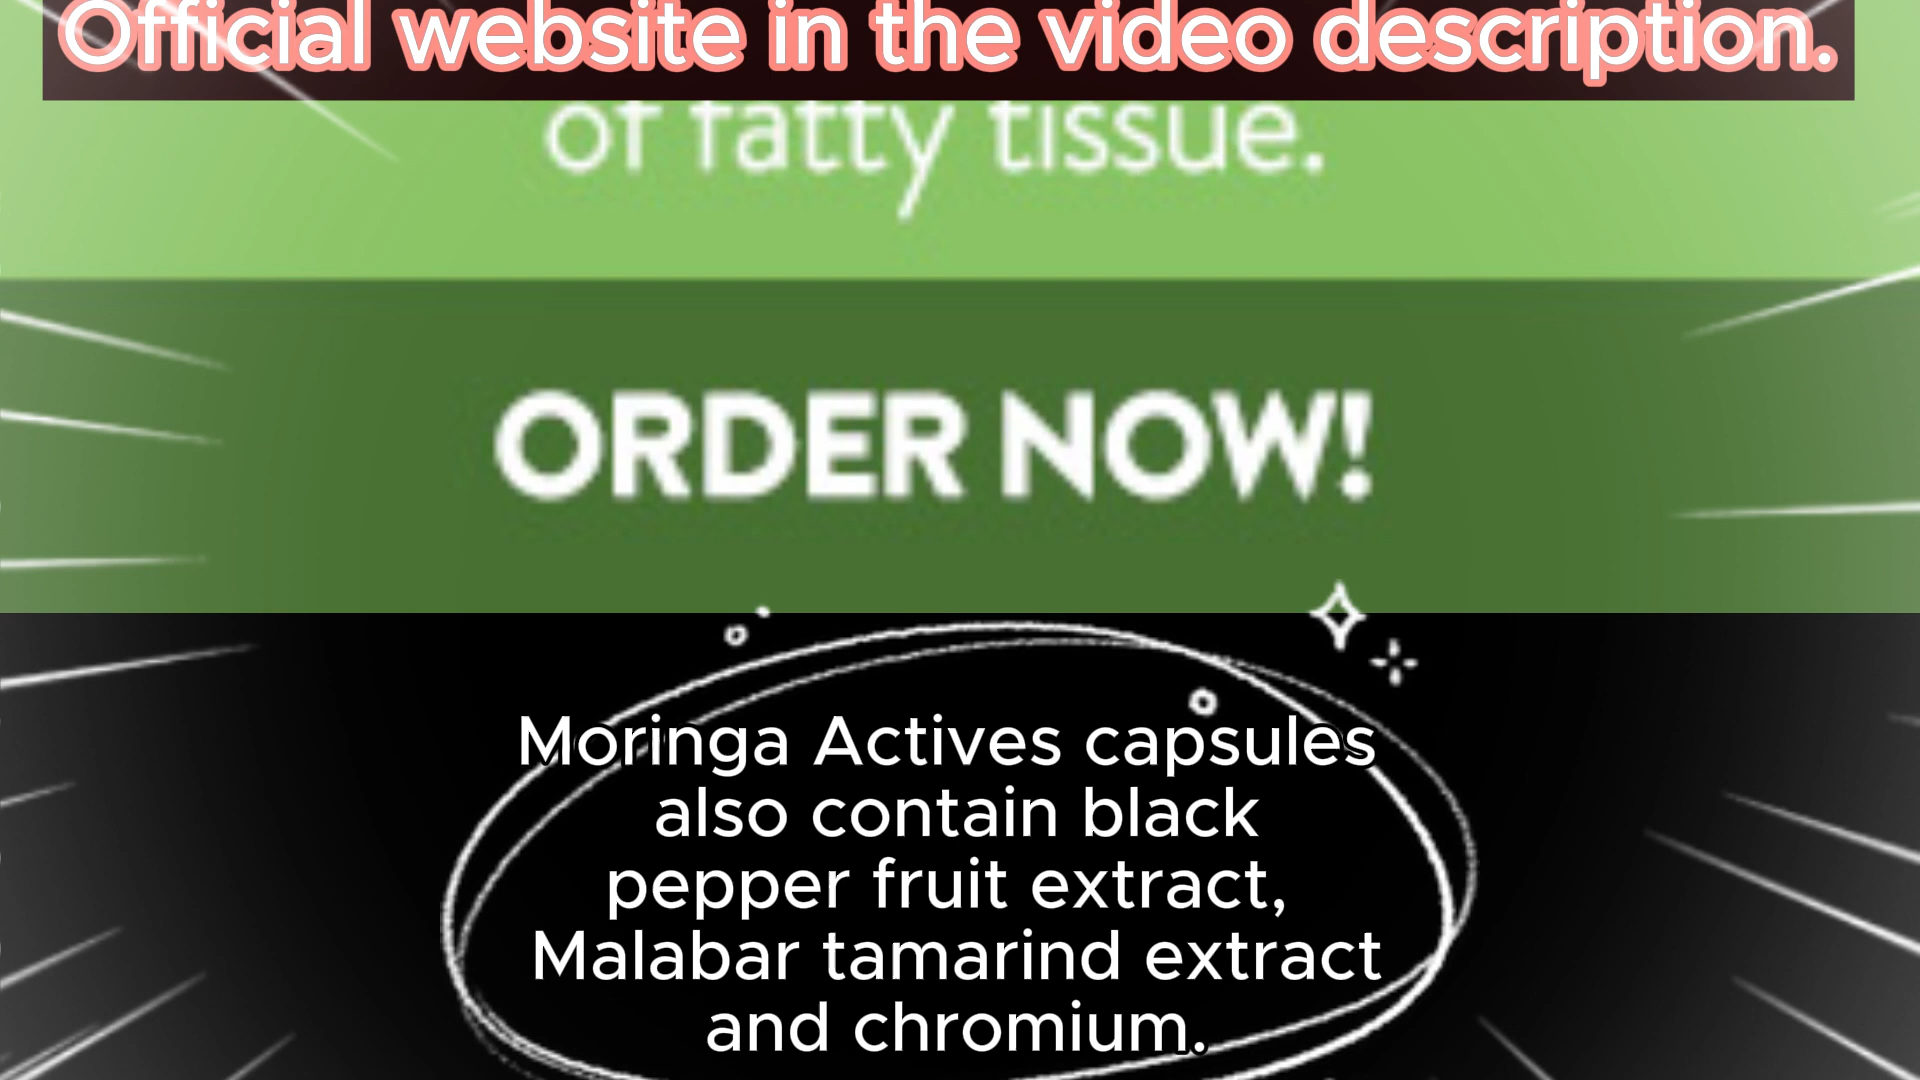 Official website in the video description.
of fatty tissue.
ORDER NOW!
Moringa Actives capsules
also contain black
pepper fruit extract,
Malabar tamarind extract
and chromium.